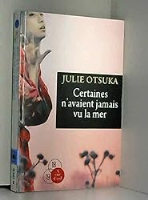 JULIE OTSUKA
Certaines
n'avaient jamais
vu la mer